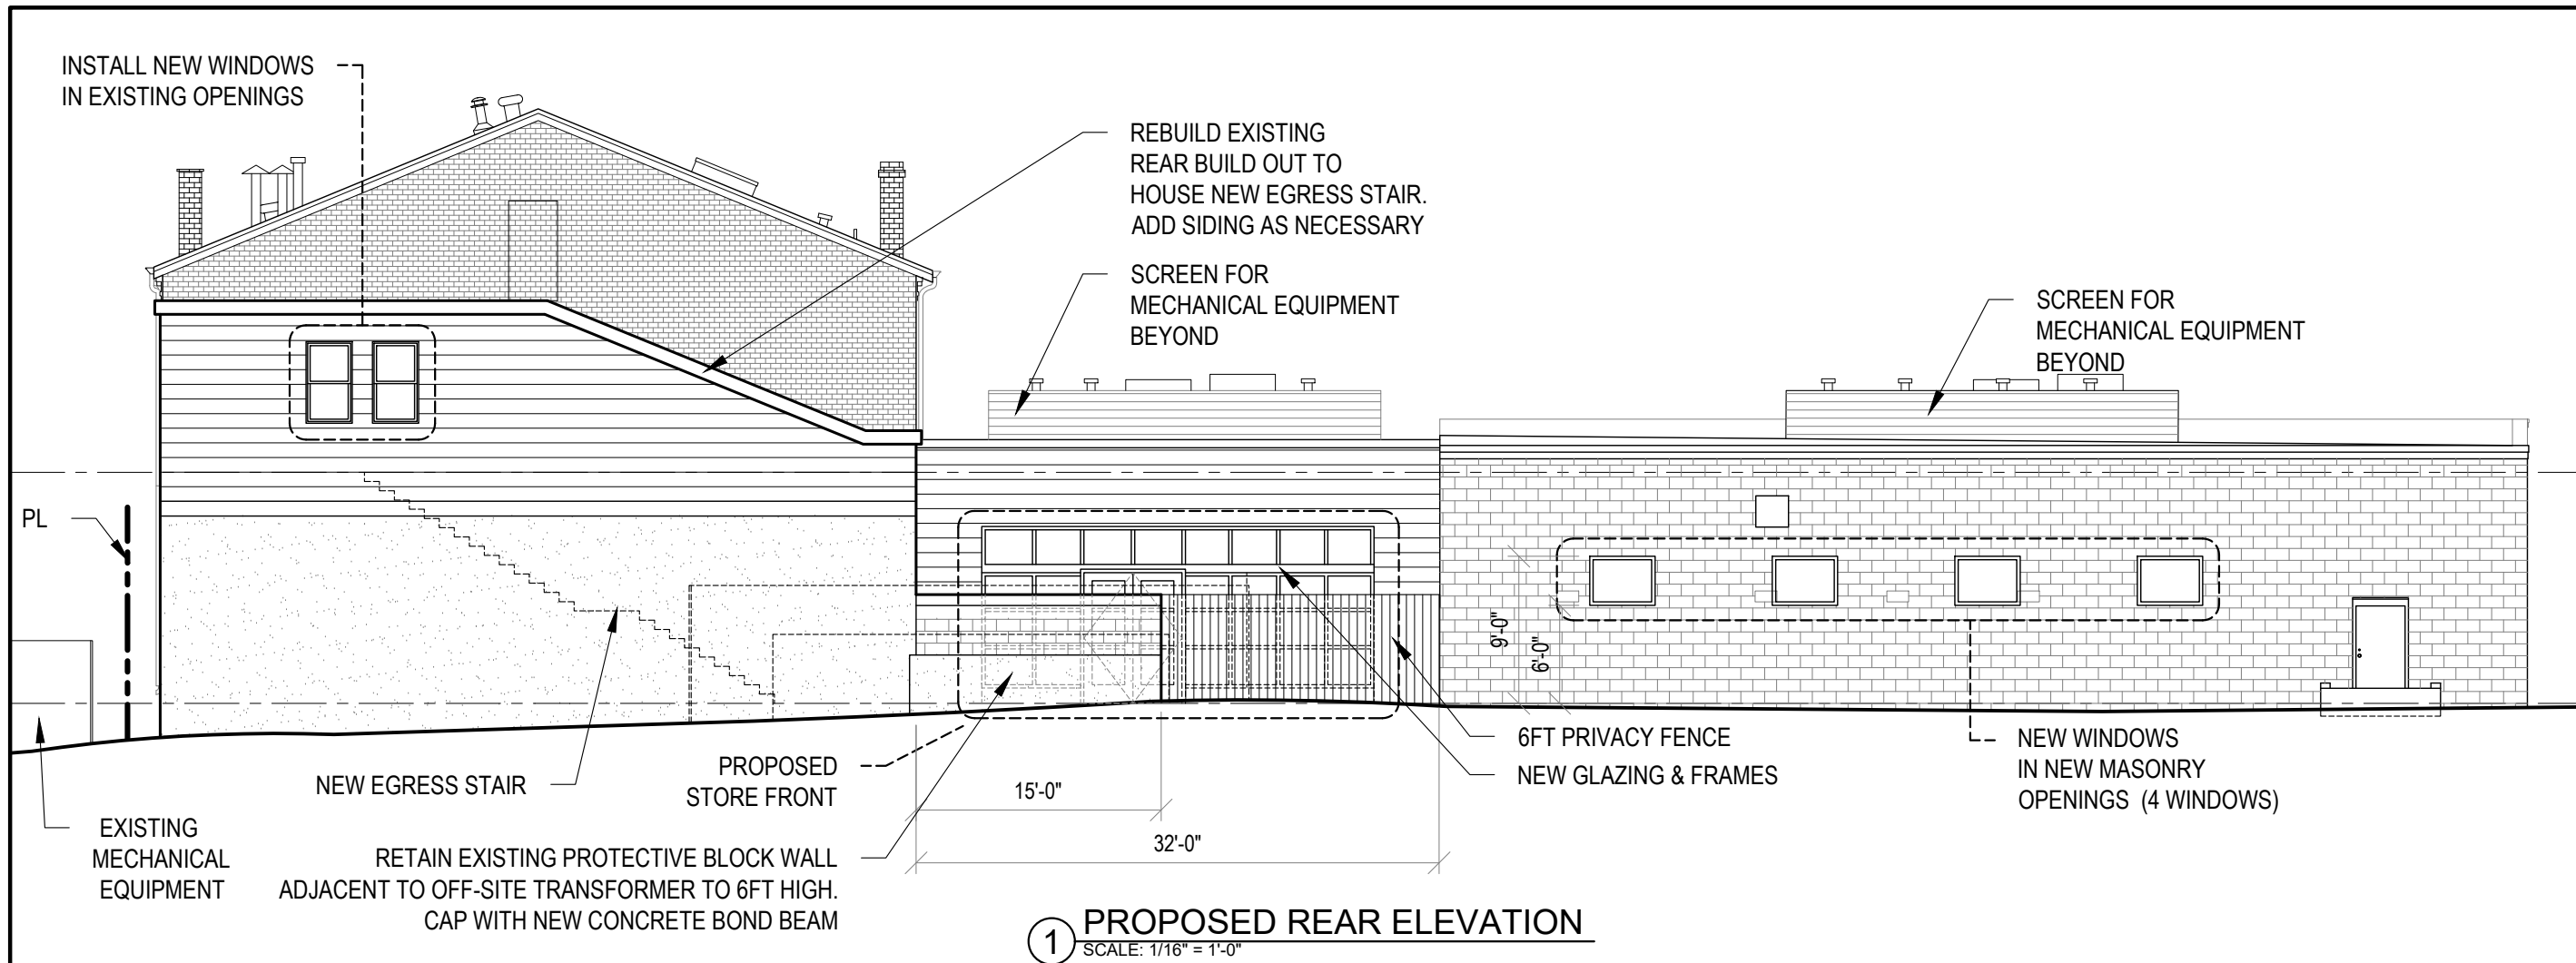 INSTALL NEW WINDOWS
IN EXISTING OPENINGS
REBUILD EXISTING
REAR BUILD OUT TO
HOUSE NEW EGRESS STAIR.
ADD SIDING AS NECESSARY
SCREEN FOR
MECHANICAL EQUIPMENT
BEYOND
SCREEN FOR
MECHANICAL EQUIPMENT
BEYOND
PL
9'-0"
6'-0"
NEW EGRESS STAIR
PROPOSED
STORE FRONT
15'-0"
32'-0"
6FT PRIVACY FENCE
NEW GLAZING & FRAMES
NEW WINDOWS
IN NEW MASONRY
OPENINGS (4 WINDOWS)
EXISTING
MECHANICAL
EQUIPMENT
RETAIN EXISTING PROTECTIVE BLOCK WALL
ADJACENT TO OFF-SITE TRANSFORMER TO 6FT HIGH.
CAP WITH NEW CONCRETE BOND BEAM
1 PROPOSED REAR ELEVATION
SCALE: 1/16" = 1'-0"